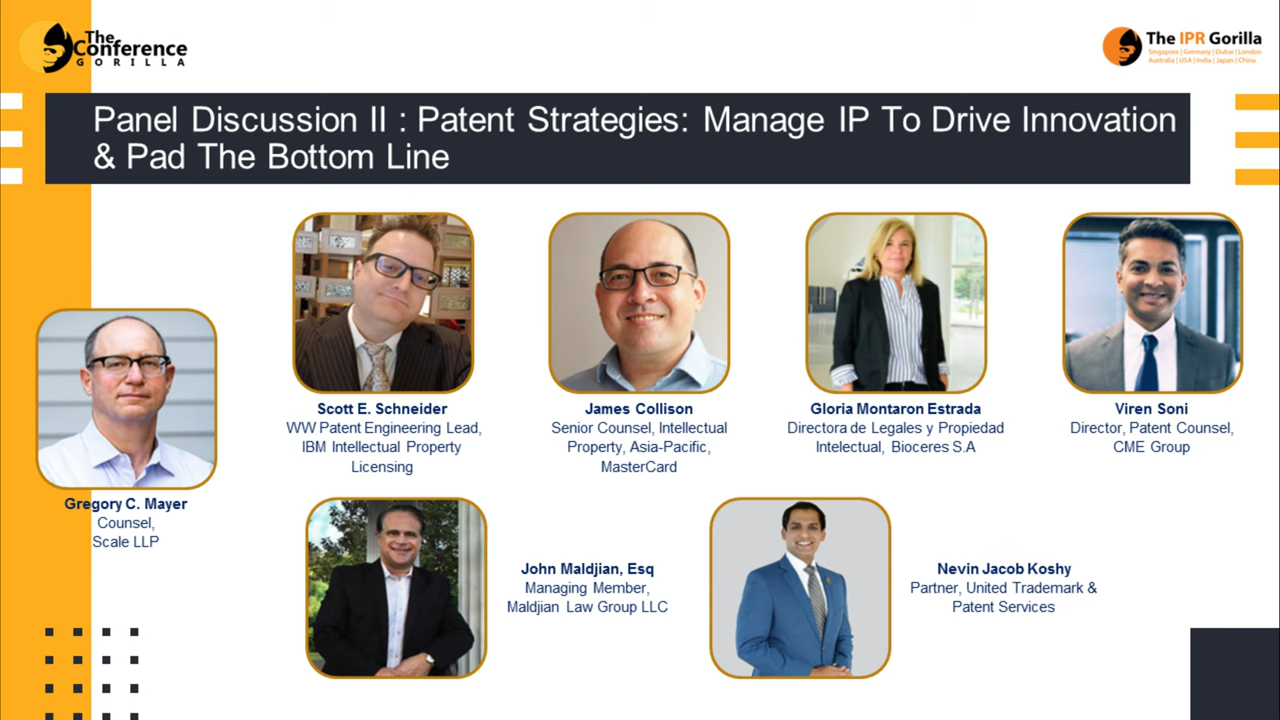 The
Conference
GORILLA
The IPR Gorilla
Singapore | Germany | Dubai | London
Australia | USA | India | Japan | China
Panel Discussion II : Patent Strategies: Manage IP To Drive Innovation
& Pad The Bottom Line
Gregory C. Mayer
Counsel,
Scale LLP
Scott E. Schneider
WW Patent Engineering Lead,
IBM Intellectual Property
Licensing
James Collison
Senior Counsel, Intellectual
Property, Asia-Pacific,
MasterCard
Gloria Montaron Estrada
Directora de Legales y Propiedad
Intelectual, Bioceres S.A
Viren Soni
Director, Patent Counsel,
CME Group
John Maldjian, Esq
Managing Member,
Maldjian Law Group LLC
Nevin Jacob Koshy
Partner, United Trademark &
Patent Services